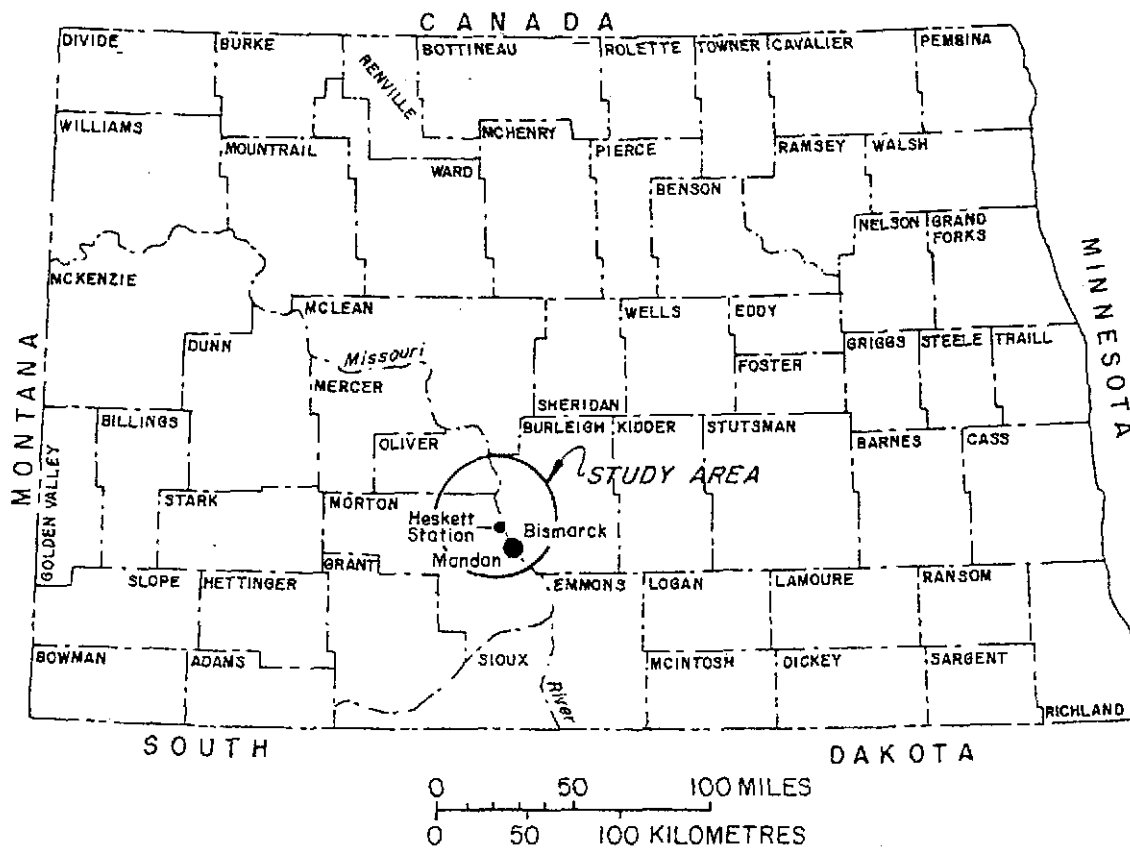 CANADA
DIVIDE
BURKE
RENVILLE
BOTTINEAU
ROLETTE
TOWNER
CAVALIER
PEMBINA
WILLIAMS
MOUNTRAIL
WARD
MCHENRY
PIERCE
BENSON
RAMSEY
WALSH
NELSON
GRAND
FORKS
MCKENZIE
MINNESOTA
MONTANA
DUNN
MCLEAN
Missouri
MERCER
WELLS
EDDY
FOSTER
GRIGGS
STEELE
TRAILL
SHERIDAN
BILLINGS
OLIVER
BURLEIGH
KIDDER
STUTSMAN
BARNES
CASS
STUDY AREA
GOLDEN VALLEY
STARK
MORTON
Heskett
Station
Bismarck
Mandan
GRANT
SLOPE
HETTINGER
EMMONS
LOGAN
LAMOURE
RANSOM
BOWMAN
ADAMS
SIOUX
River
MCINTOSH
DICKEY
SARGENT
RICHLAND
SOUTH DAKOTA
0 50 100 MILES
0 50 100 KILOMETRES